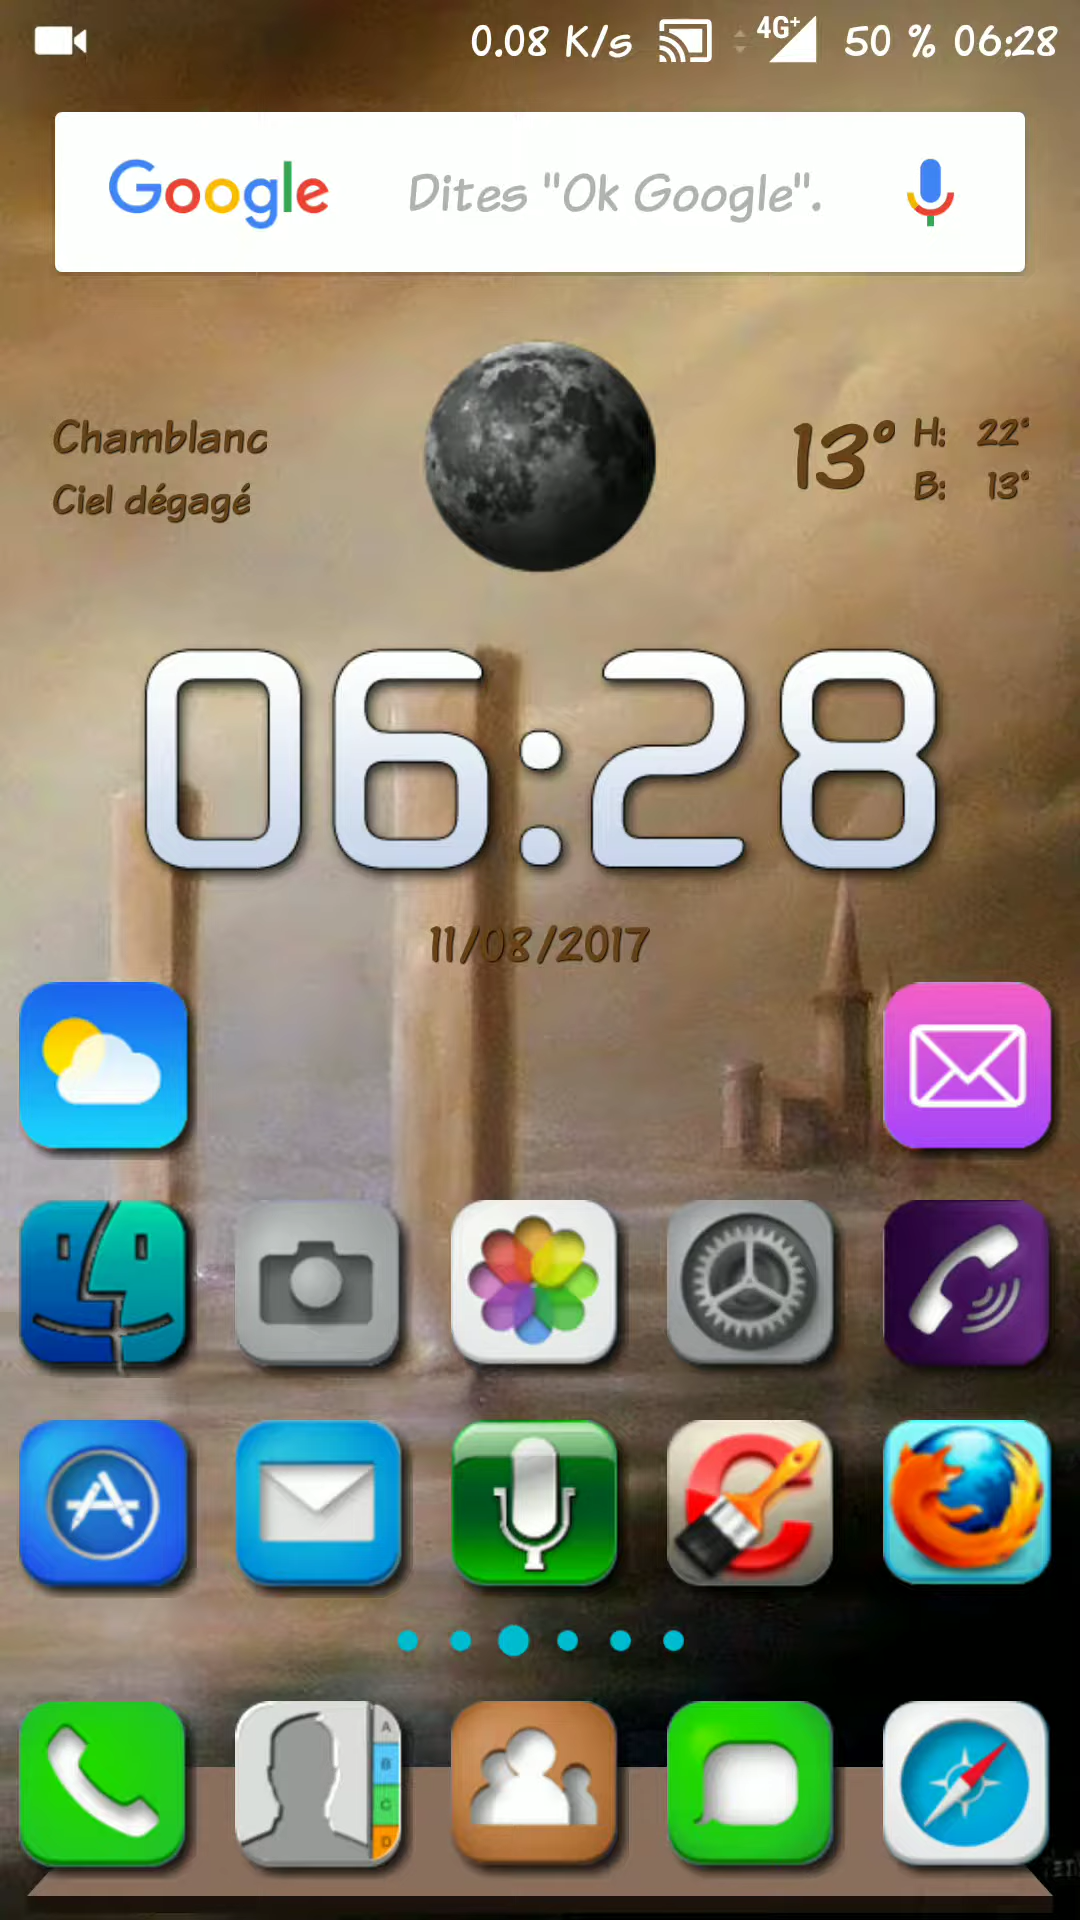 0.08 K/s 4G+ 50 % 06:28
Google Dites "Ok Google".
Chamblanc
Ciel dégagé
13° H: 22°
B: 13°
06:28
11/08/2017
A
B
C
D